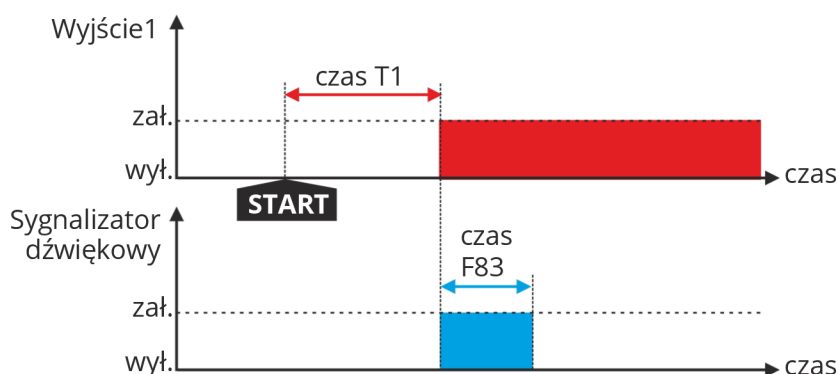 Wyjście1
czas T1
zał.
wył.
czas
START
Sygnalizator
dźwiękowy
czas
F83
zał.
wył.
czas